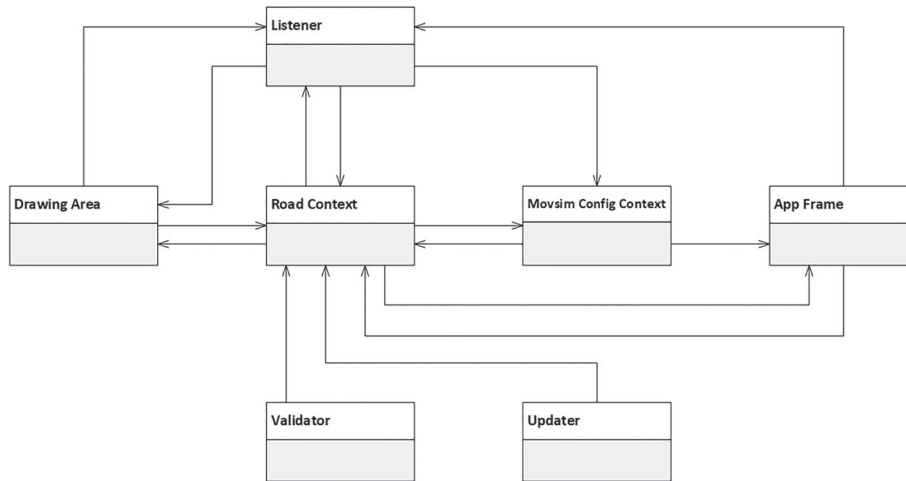 Listener
Drawing Area
Road Context
Movsim Config Context
App Frame
Validator
Updater